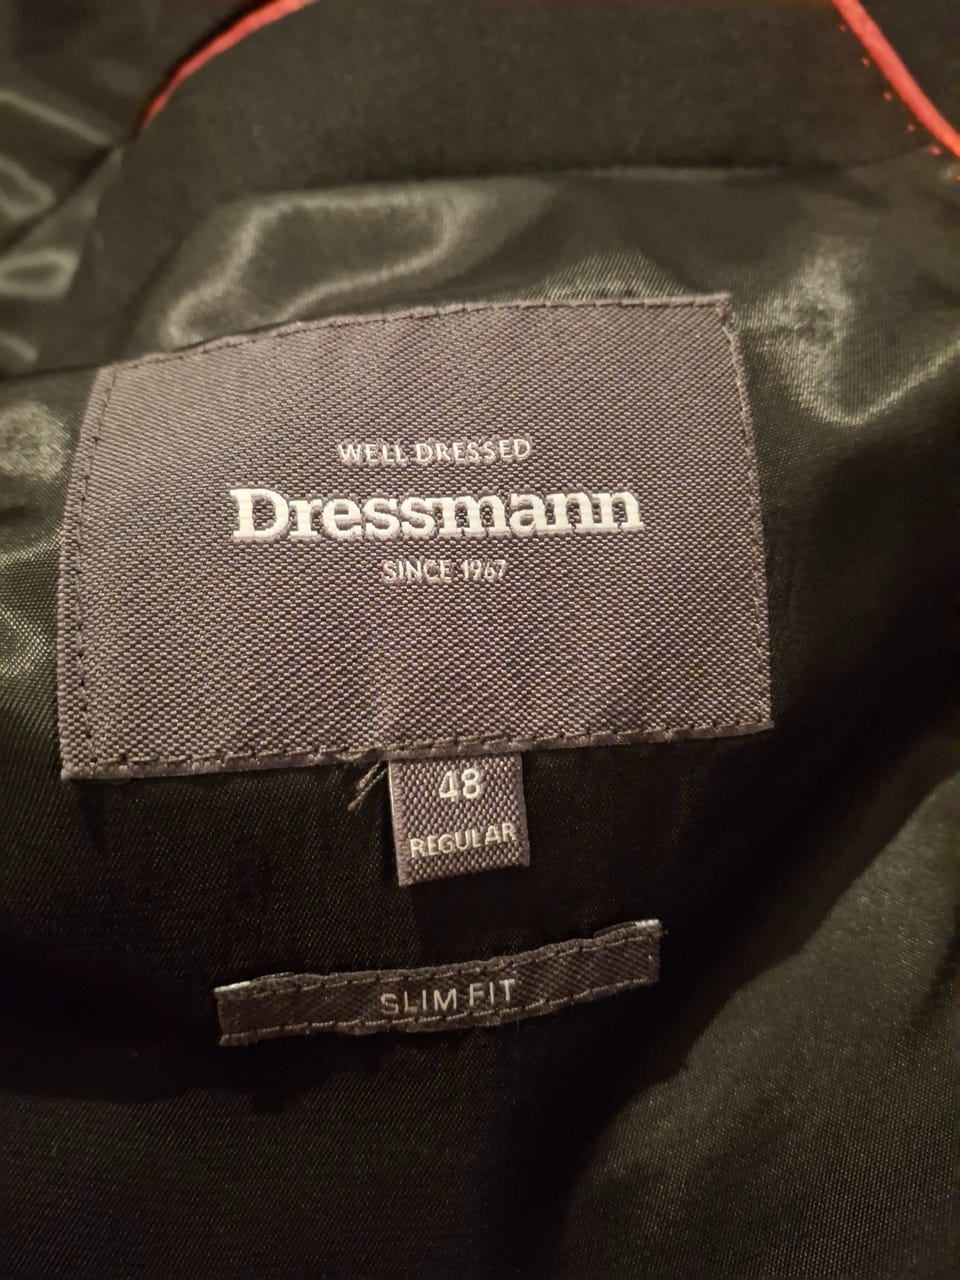 WELL DRESSED
Dressmann
SINCE 1967
48
REGULAR
SLIM FIT